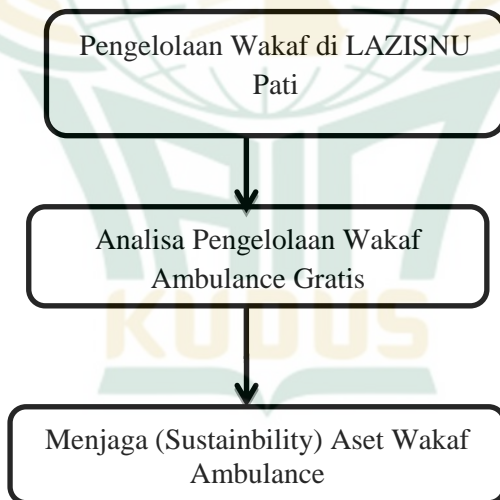 Pengelolaan Wakaf di LAZISNU
Pati
Analisa Pengelolaan Wakaf
Ambulance Gratis
KUDUS
Menjaga (Sustainbility) Aset Wakaf
Ambulance